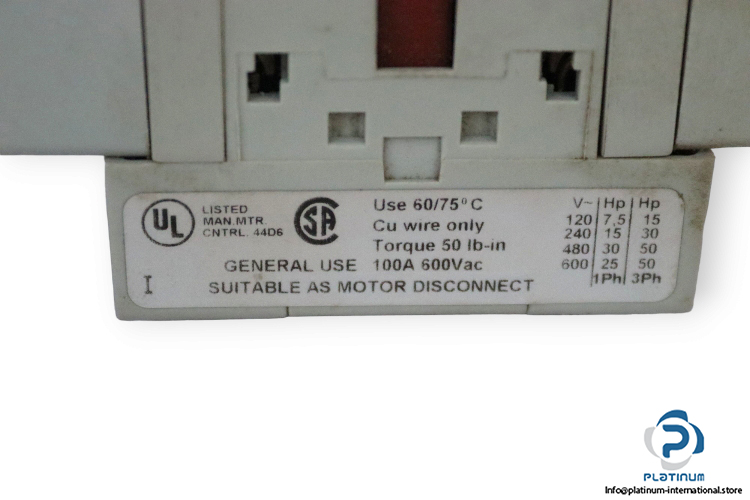 UL
LISTED
MAN.MTR.
CNTRL. 44D6
SA
Use 60/75°C
Cu wire only
Torque 50 lb-in
GENERAL USE 100A 600Vac
I SUITABLE AS MOTOR DISCONNECT
V~ Hp Hp
120 7,5 15
240 15 30
480 30 50
600 25 50
1Ph 3Ph
PLATINUM
Info@platinum-international.store